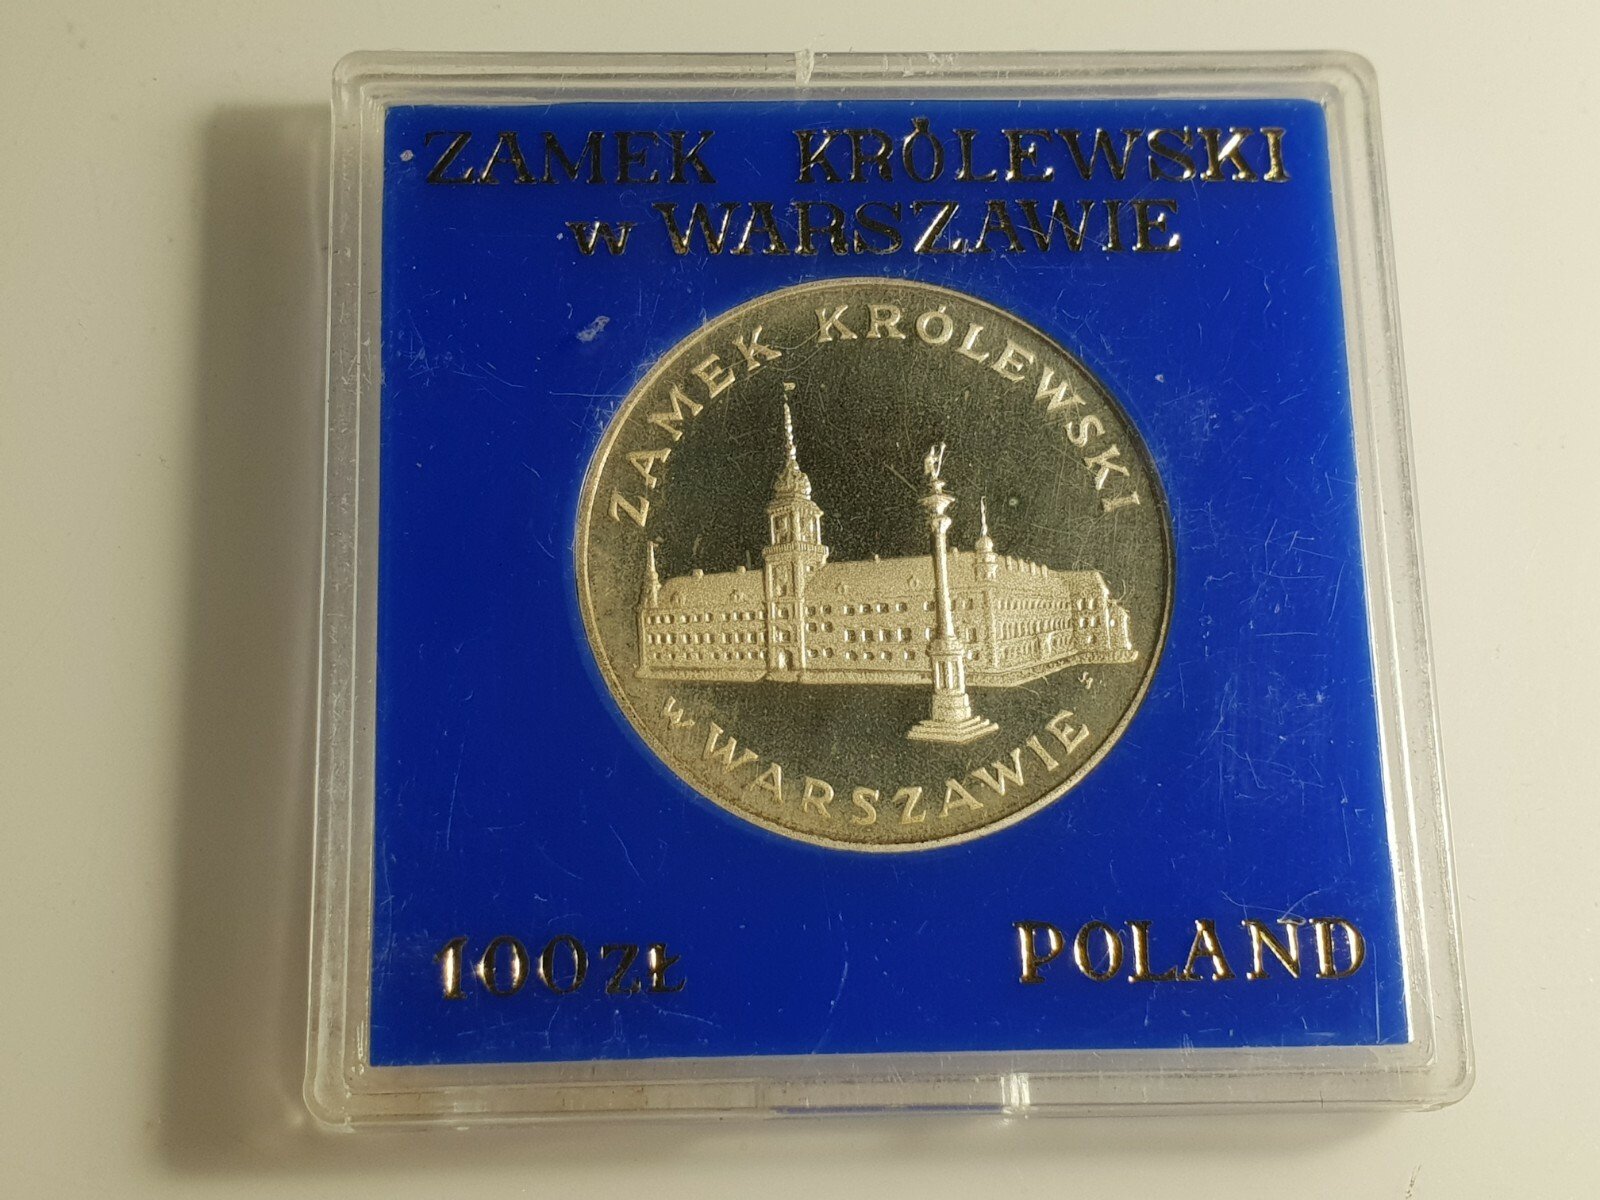 ZAMEK KRÓLEWSKI
w WARSZAWIE
ZAMEK KRÓLEWSKI
w WARSZAWIE
100 ZŁ
POLAND